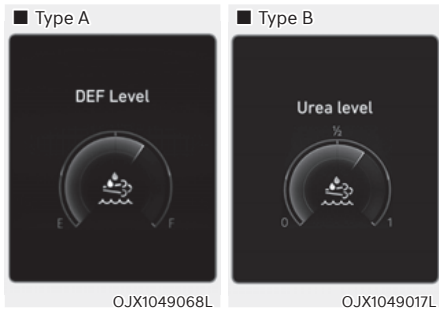 ■ Type A
DEF Level
E
F
OJX1049068L
■ Type B
Urea level
½
0
1
OJX1049017L